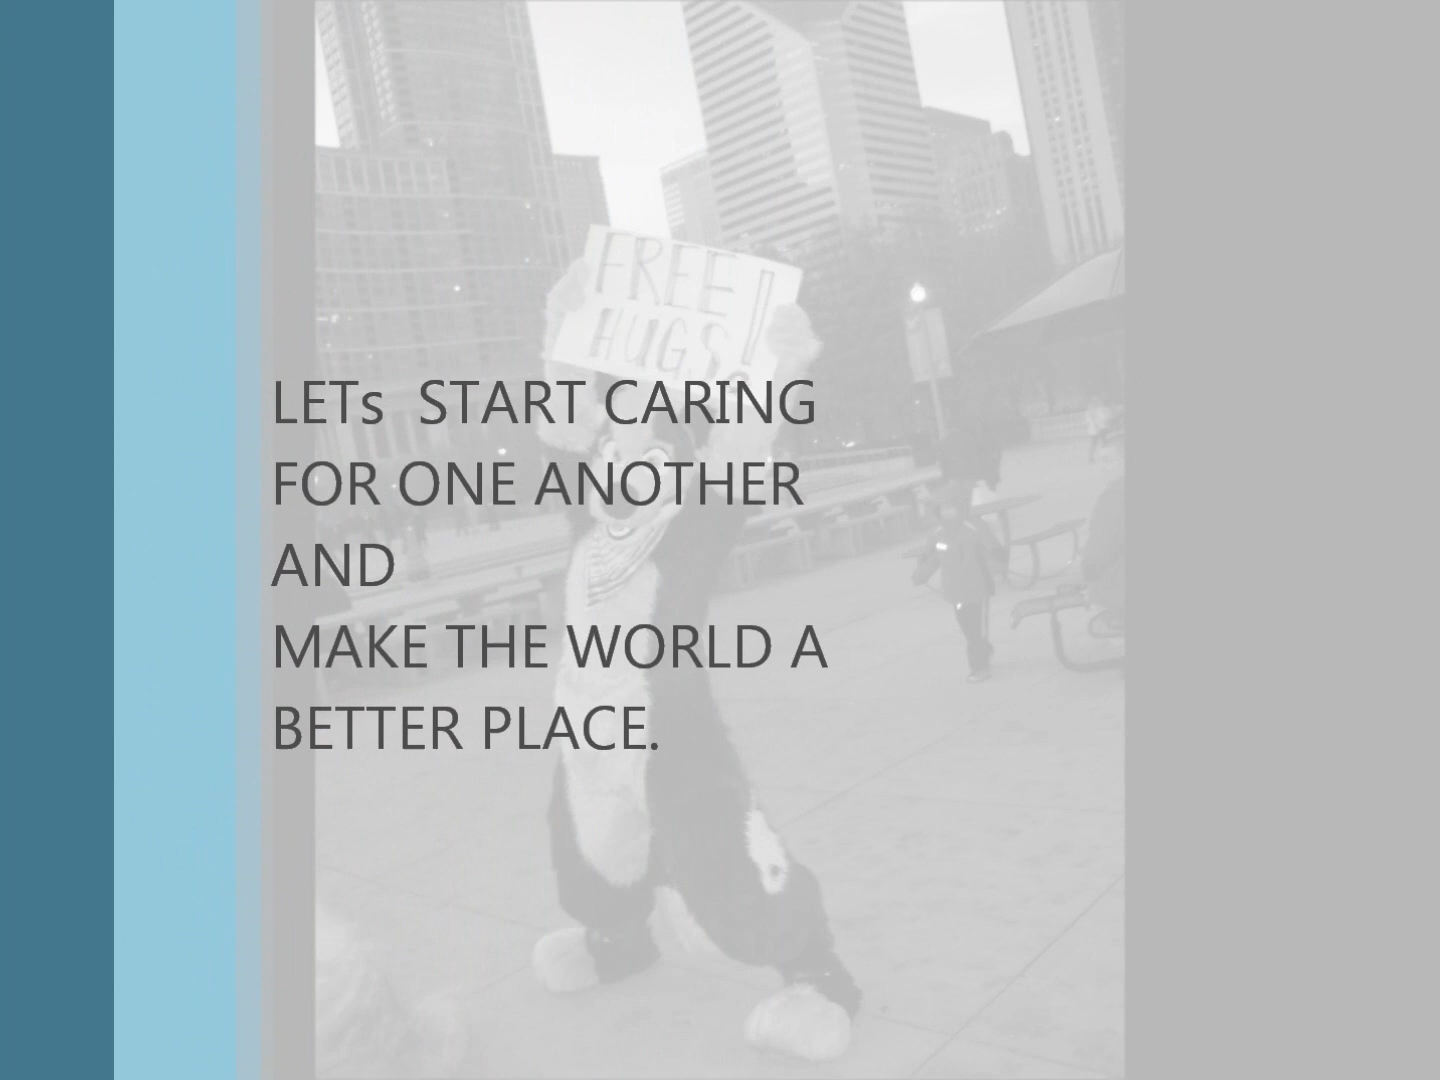 FREE!
HUGS
LETs  START CARING
FOR ONE ANOTHER
AND
MAKE THE WORLD A
BETTER PLACE.